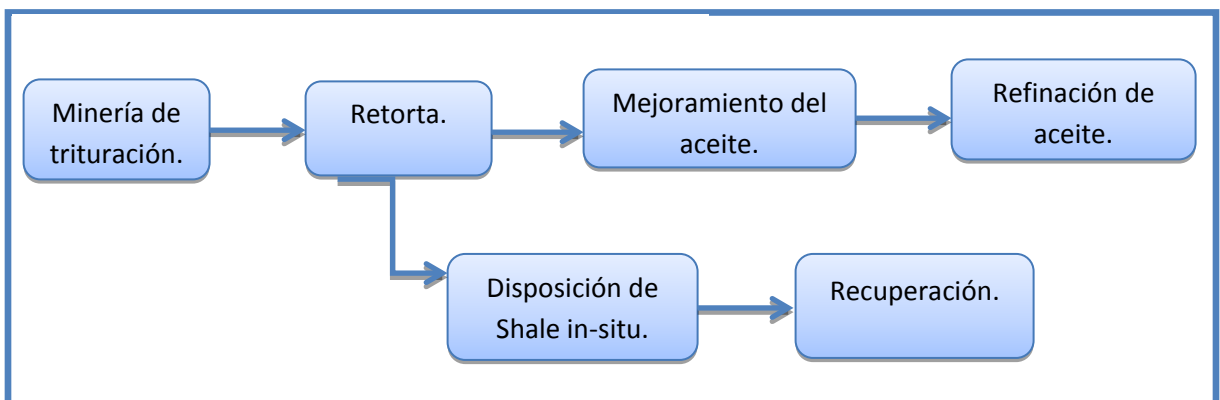 Minería de
trituración.
Retorta.
Mejoramiento del
aceite.
Refinación de
aceite.
Disposición de
Shale in-situ.
Recuperación.